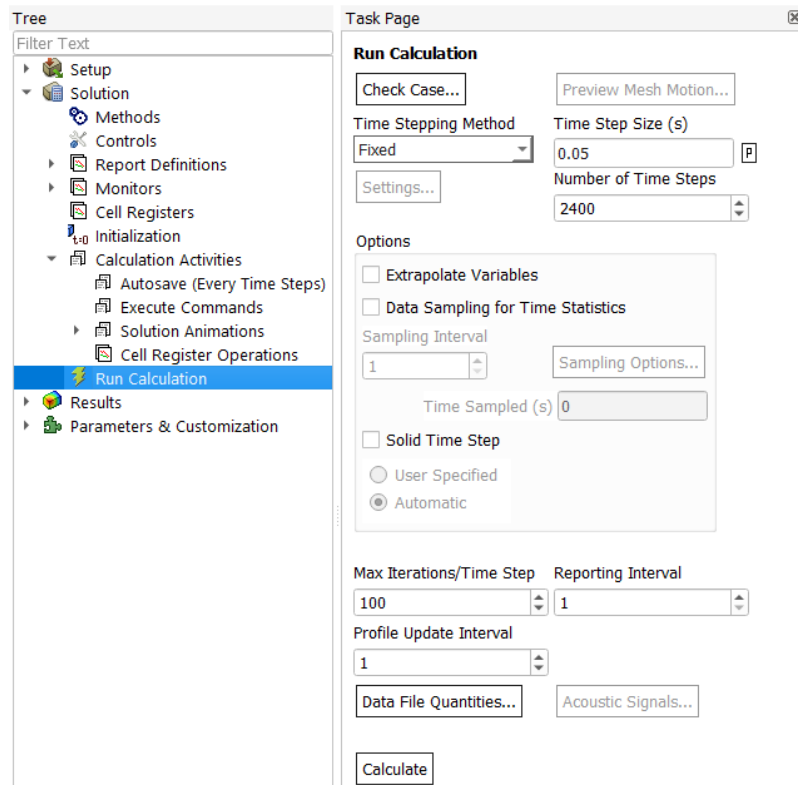 Tree
Filter Text
Setup
Solution
Methods
Controls
Report Definitions
Monitors
Cell Registers
t=0 Initialization
Calculation Activities
Autosave (Every Time Steps)
Execute Commands
Solution Animations
Cell Register Operations
Run Calculation
Results
Parameters & Customization
Task Page
Run Calculation
Check Case... Preview Mesh Motion...
Time Stepping Method Time Step Size (s)
Fixed 0.05 P
Settings... Number of Time Steps
2400
Options
Extrapolate Variables
Data Sampling for Time Statistics
Sampling Interval
1 Sampling Options...
Time Sampled (s) 0
Solid Time Step
User Specified
Automatic
Max Iterations/Time Step Reporting Interval
100 1
Profile Update Interval
1
Data File Quantities... Acoustic Signals...
Calculate